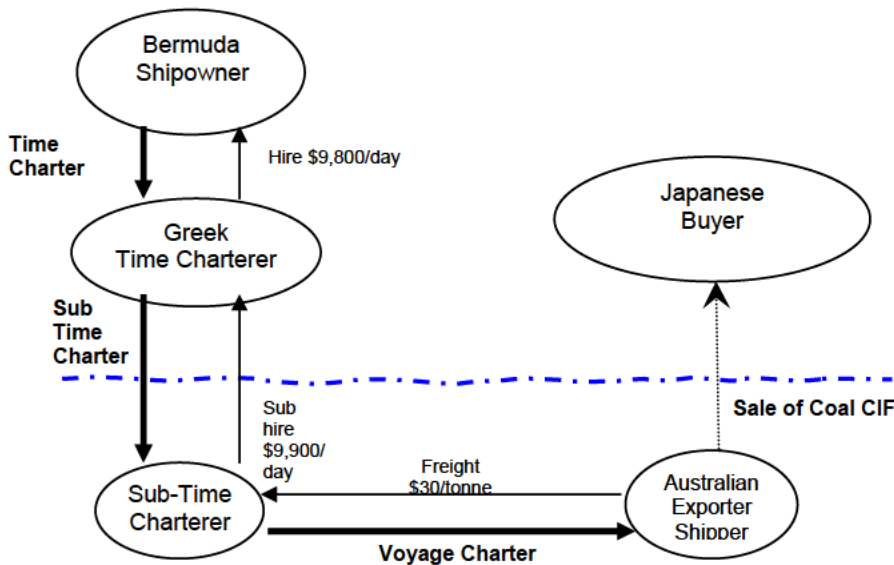 Bermuda
Shipowner
Time
Charter
Hire $9,800/day
Greek
Time Charterer
Japanese
Buyer
Sub
Time
Charter
Sub
hire
$9,900/
day
Sale of Coal CIF
Sub-Time
Charterer
Freight
$30/tonne
Voyage Charter
Australian
Exporter
Shipper